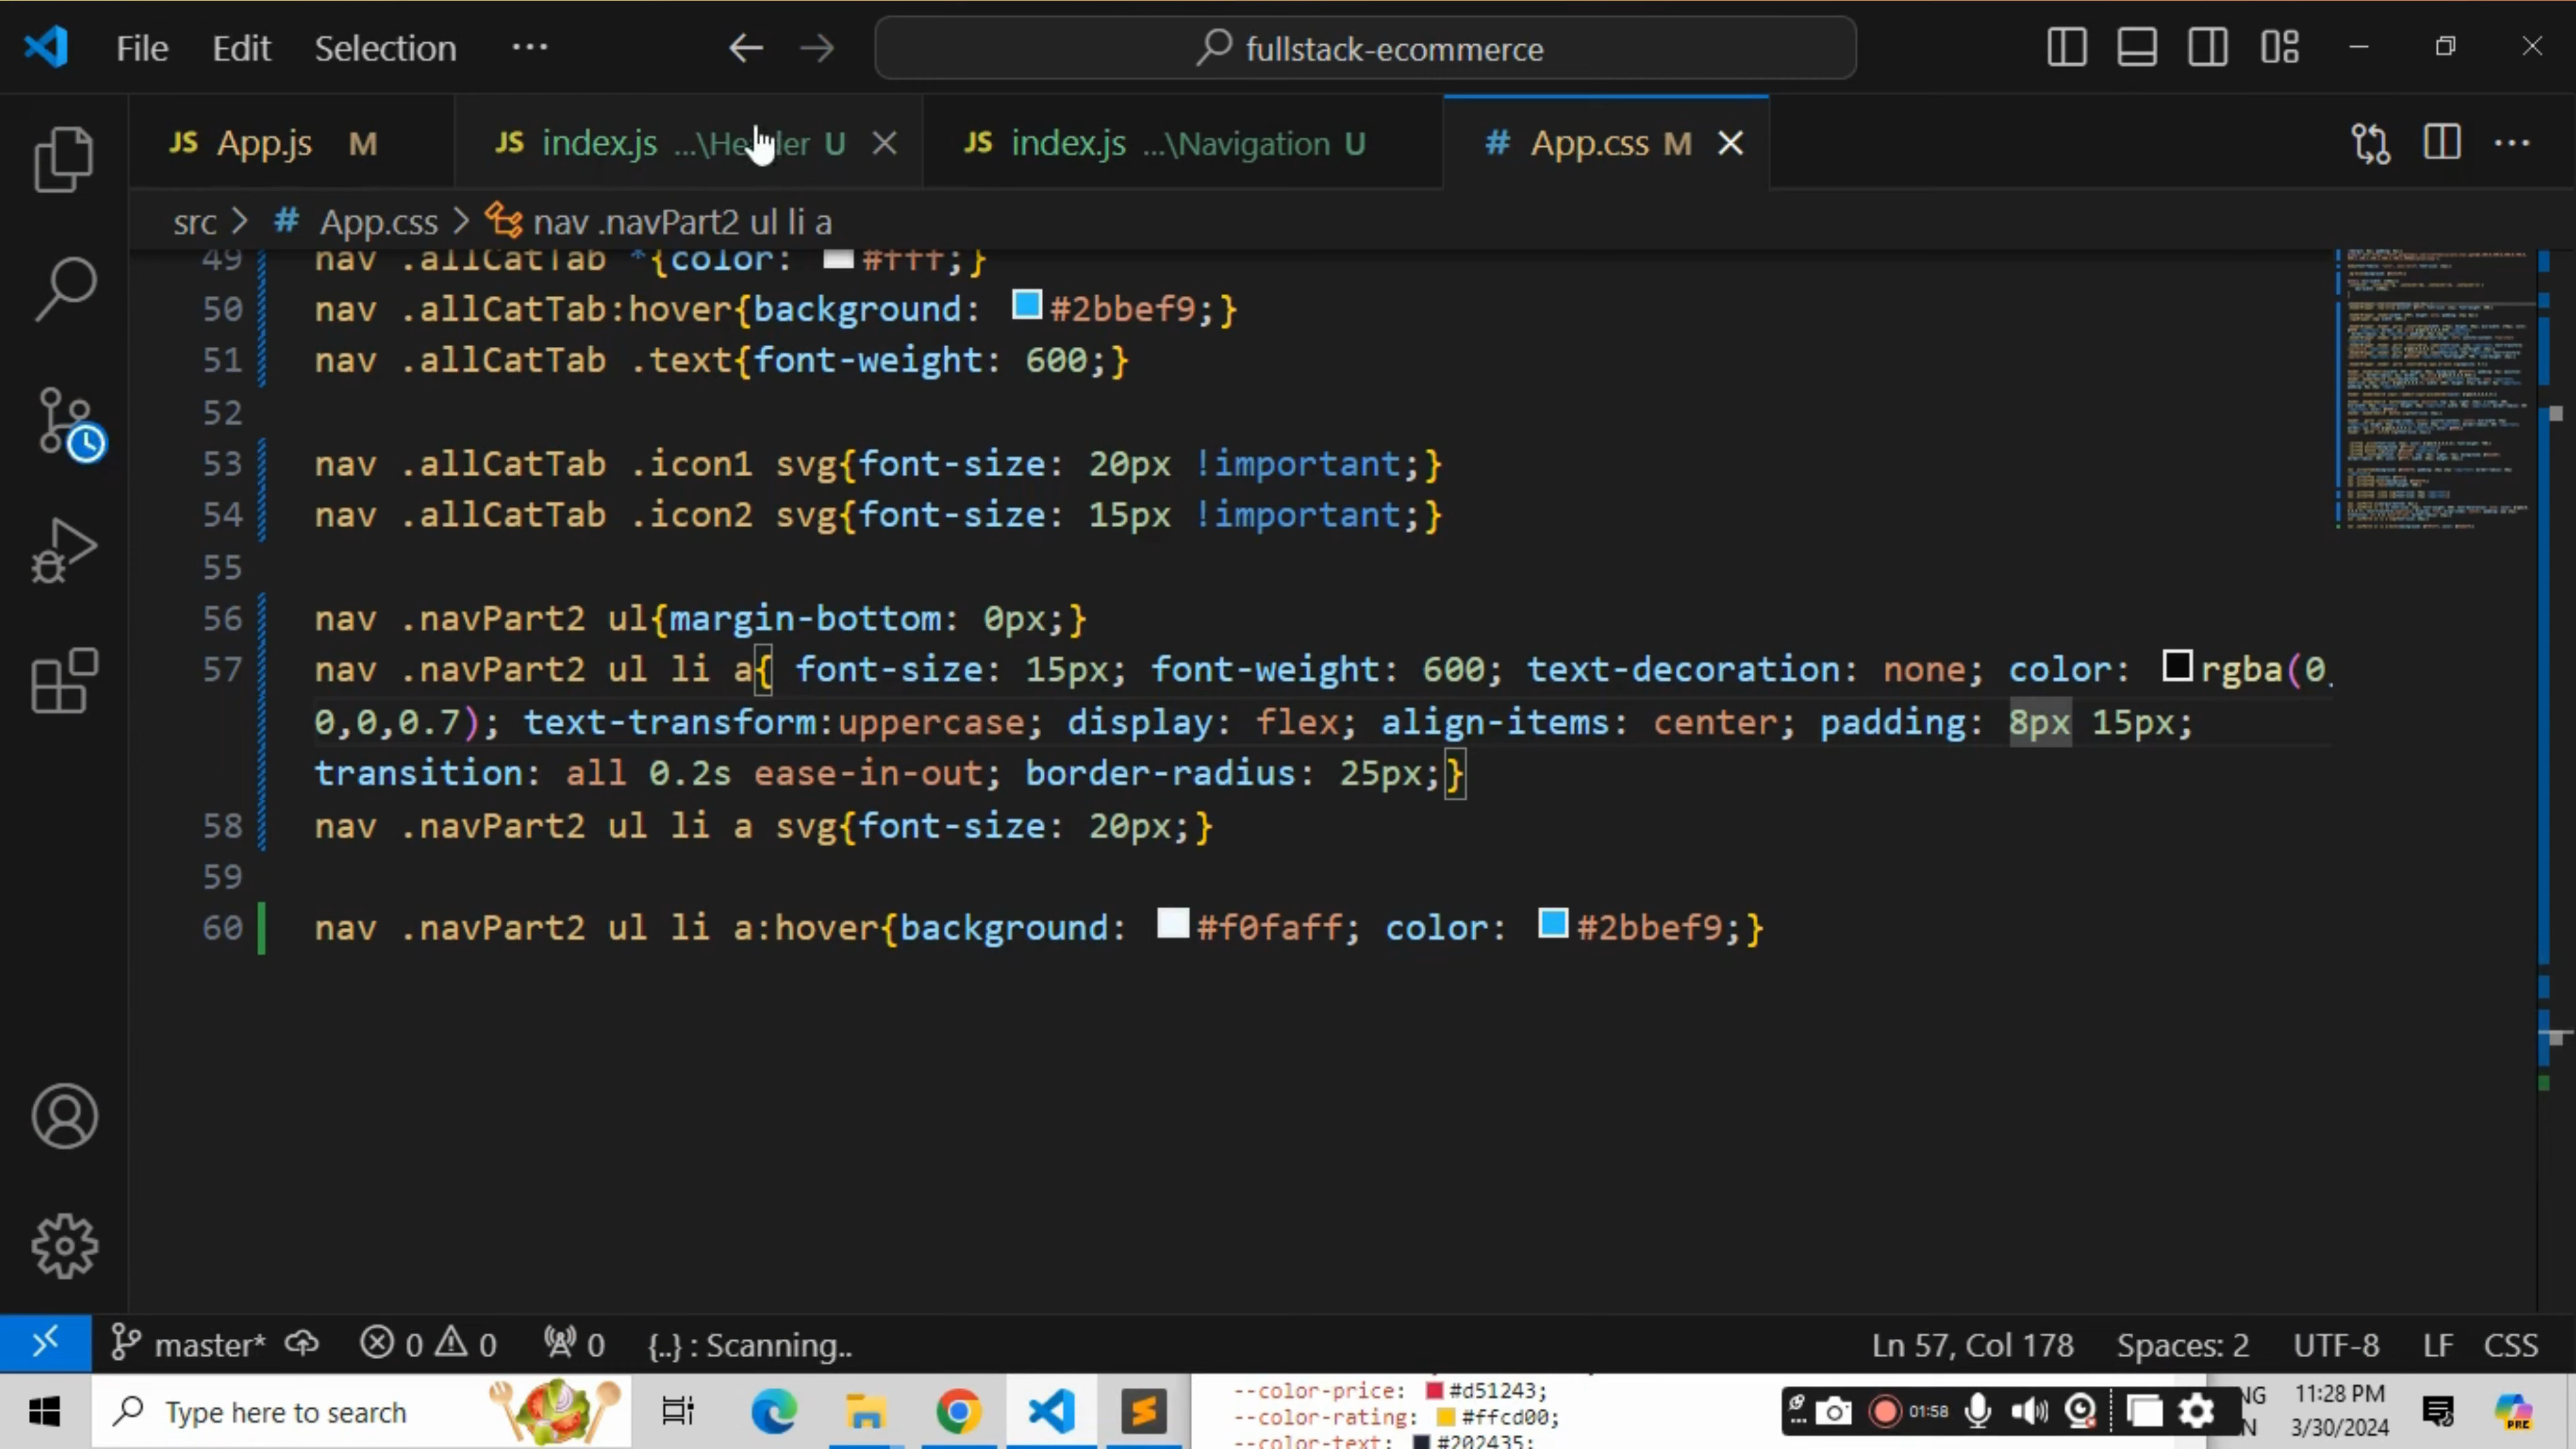 File Edit Selection ··· fullstack-ecommerce
JS App.js M JS index.js ...\Header U JS index.js ...\Navigation U # App.css M
src > # App.css > nav .navPart2 ul li a
49 nav .allCatTab *{color: #fff;}
50 nav .allCatTab:hover{background: #2bbef9;}
51 nav .allCatTab .text{font-weight: 600;}
52
53 nav .allCatTab .icon1 svg{font-size: 20px !important;}
54 nav .allCatTab .icon2 svg{font-size: 15px !important;}
55
56 nav .navPart2 ul{margin-bottom: 0px;}
57 nav .navPart2 ul li a{ font-size: 15px; font-weight: 600; text-decoration: none; color: rgba(0,
0,0,0.7); text-transform:uppercase; display: flex; align-items: center; padding: 8px 15px;
transition: all 0.2s ease-in-out; border-radius: 25px;}
58 nav .navPart2 ul li a svg{font-size: 20px;}
59
60 nav .navPart2 ul li a:hover{background: #f0faff; color: #2bbef9;}
master* 0 0 0 {..} : Scanning.. Ln 57, Col 178 Spaces: 2 UTF-8 LF CSS
Type here to search
--color-price: #d51243;
--color-rating: #ffcd00;
--color-text: #202435;
01:58
NG 11:28 PM
N 3/30/2024
PRE